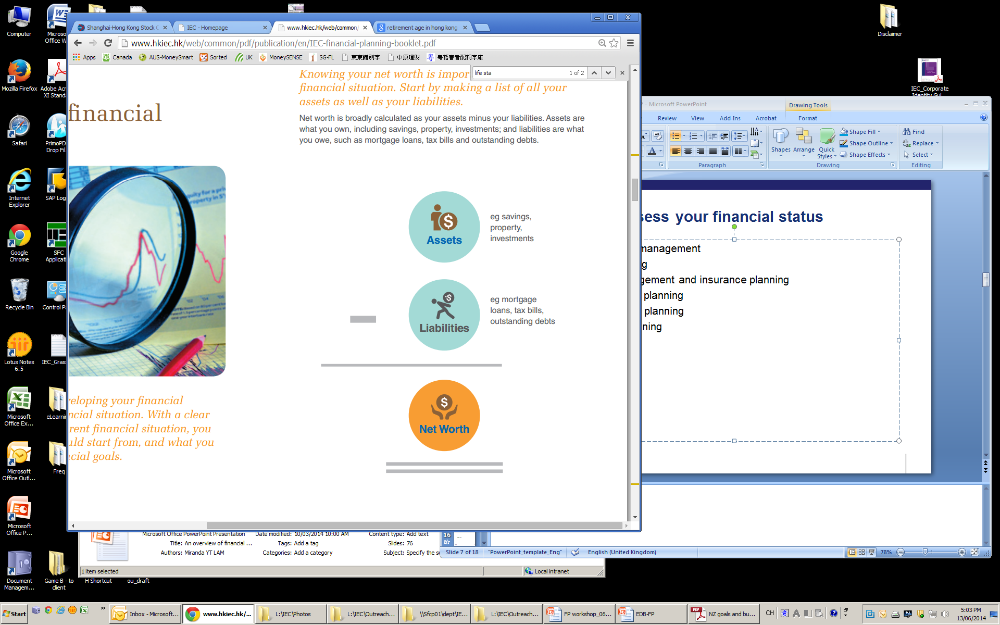 Computer
Microso
Office W
Mozilla Firefox
Adobe Acr
XI Standa
Safari
PrimoPD
Drop Fil
Internet
Explorer
SAP Log
Google
Chrome
SFC
Applicati
Recycle Bin
Control Pa
Lotus Notes
6.5
IEC_Grass
Microsoft
Office Ex...
eLearnin
Microsoft
Office Outl...
Freq
Microsoft
Office P...
Document
Managem...
Game B - to
client
H Shortcut
ou_draft
Disclaimer
IEC_Corporate
Identity Gui
Shanghai-Hong Kong Stock C
IEC - Homepage
www.hkiec.hk/web/common/
retirement age in hong kong
www.hkiec.hk/web/common/pdf/publication/en/IEC-financial-planning-booklet.pdf
Apps
Canada
AUS-MoneySmart
Sorted
UK
MoneySENSE
SG-FL
東東錯別字
中原理財
粵語審音配詞字庫
life sta
1 of 2
financial
Knowing your net worth is impor
financial situation. Start by making a list of all your
assets as well as your liabilities.
Net worth is broadly calculated as your assets minus your liabilities. Assets are
what you own, including savings, property, investments; and liabilities are what
you owe, such as mortgage loans, tax bills and outstanding debts.
Assets
eg savings,
property,
investments
Liabilities
eg mortgage
loans, tax bills,
outstanding debts
Net Worth
veloping your financial
ncial situation. With a clear
rrent financial situation, you
uld start from, and what you
ncial goals.
- Microsoft PowerPoint
Drawing Tools
Review
View
Add-Ins
Acrobat
Format
Shapes
Arrange
Quick
Styles
Shape Fill
Shape Outline
Shape Effects
Find
Replace
Select
Paragraph
Drawing
Editing
sess your financial status
management
g
gement and insurance planning
planning
planning
ning
Microsoft Office PowerPoint Presentation
Date modified: 10/03/2014 10:00 AM
Content type: Add text
Title: An overview of financial ...
Tags: Add a tag
Slides: 76
Authors: Miranda YT LAM
Categories: Add a category
Subject: Specify the su
16
Slide 7 of 18
"PowerPoint_template_Eng"
English (United Kingdom)
78%
1 item selected
Local intranet
Start
Inbox - Microsoft...
www.hkiec.hk/...
L:\IEC\Photos
L:\IEC\Outreach...
\\Sfcp01\dept\IE...
L:\IEC\Outreach...
FP workshop_06...
EDB-FP
NZ goals and bu...
CH
5:03 PM
13/06/2014